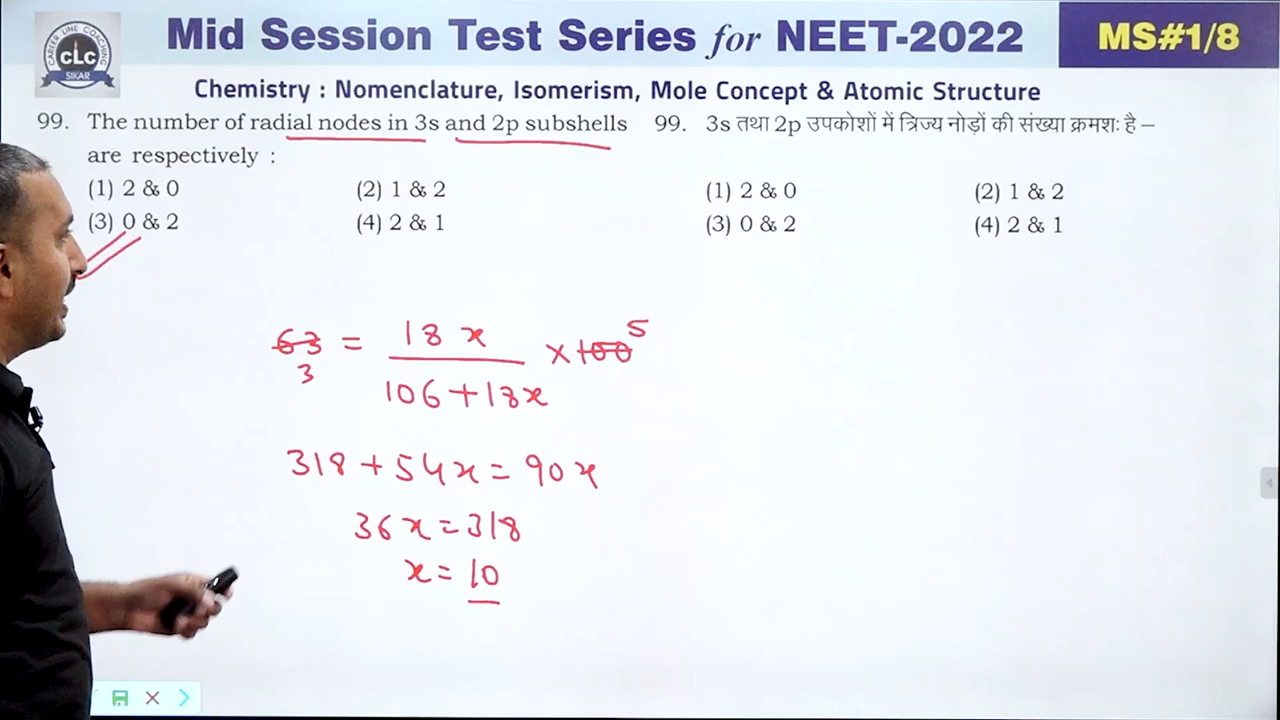 CAREER LINE COACHING
CLC
SIKAR
Mid Session Test Series for NEET-2022
MS#1/8
Chemistry : Nomenclature, Isomerism, Mole Concept & Atomic Structure
99. The number of radial nodes in 3s and 2p subshells
are respectively :
(1) 2 & 0 (2) 1 & 2
(3) 0 & 2 (4) 2 & 1
99. 3s तथा 2p उपकोशों में त्रिज्य नोड़ों की संख्या क्रमशः है –
(1) 2 & 0 (2) 1 & 2
(3) 0 & 2 (4) 2 & 1
63 = 18 x / 106 + 18x × 100 5
3
318 + 54x = 90x
36x = 318
x = 10